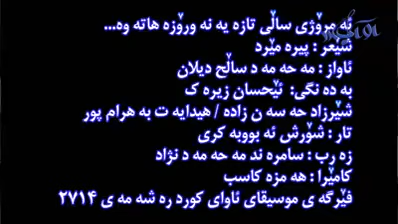 ئه مرۆژی ساڵی تازه یه نه ورۆزه هاته وه...
شیعر : پیره مێرد
ئاواز : مه حه مه د ساڵح دیلان
به ده نگی: ئێحسان زیره ک
شێرزاد حه سه ن زاده / هیدایه ت به هرام پور
تار : شۆرش ئه بووبه کری
زه رب : سامره ند مه حه مه د نژاد
کامێرا : هه مزه کاسب
فێرگه ی موسیقای ئاوای کورد ره شه مه ی ٢٧١٤